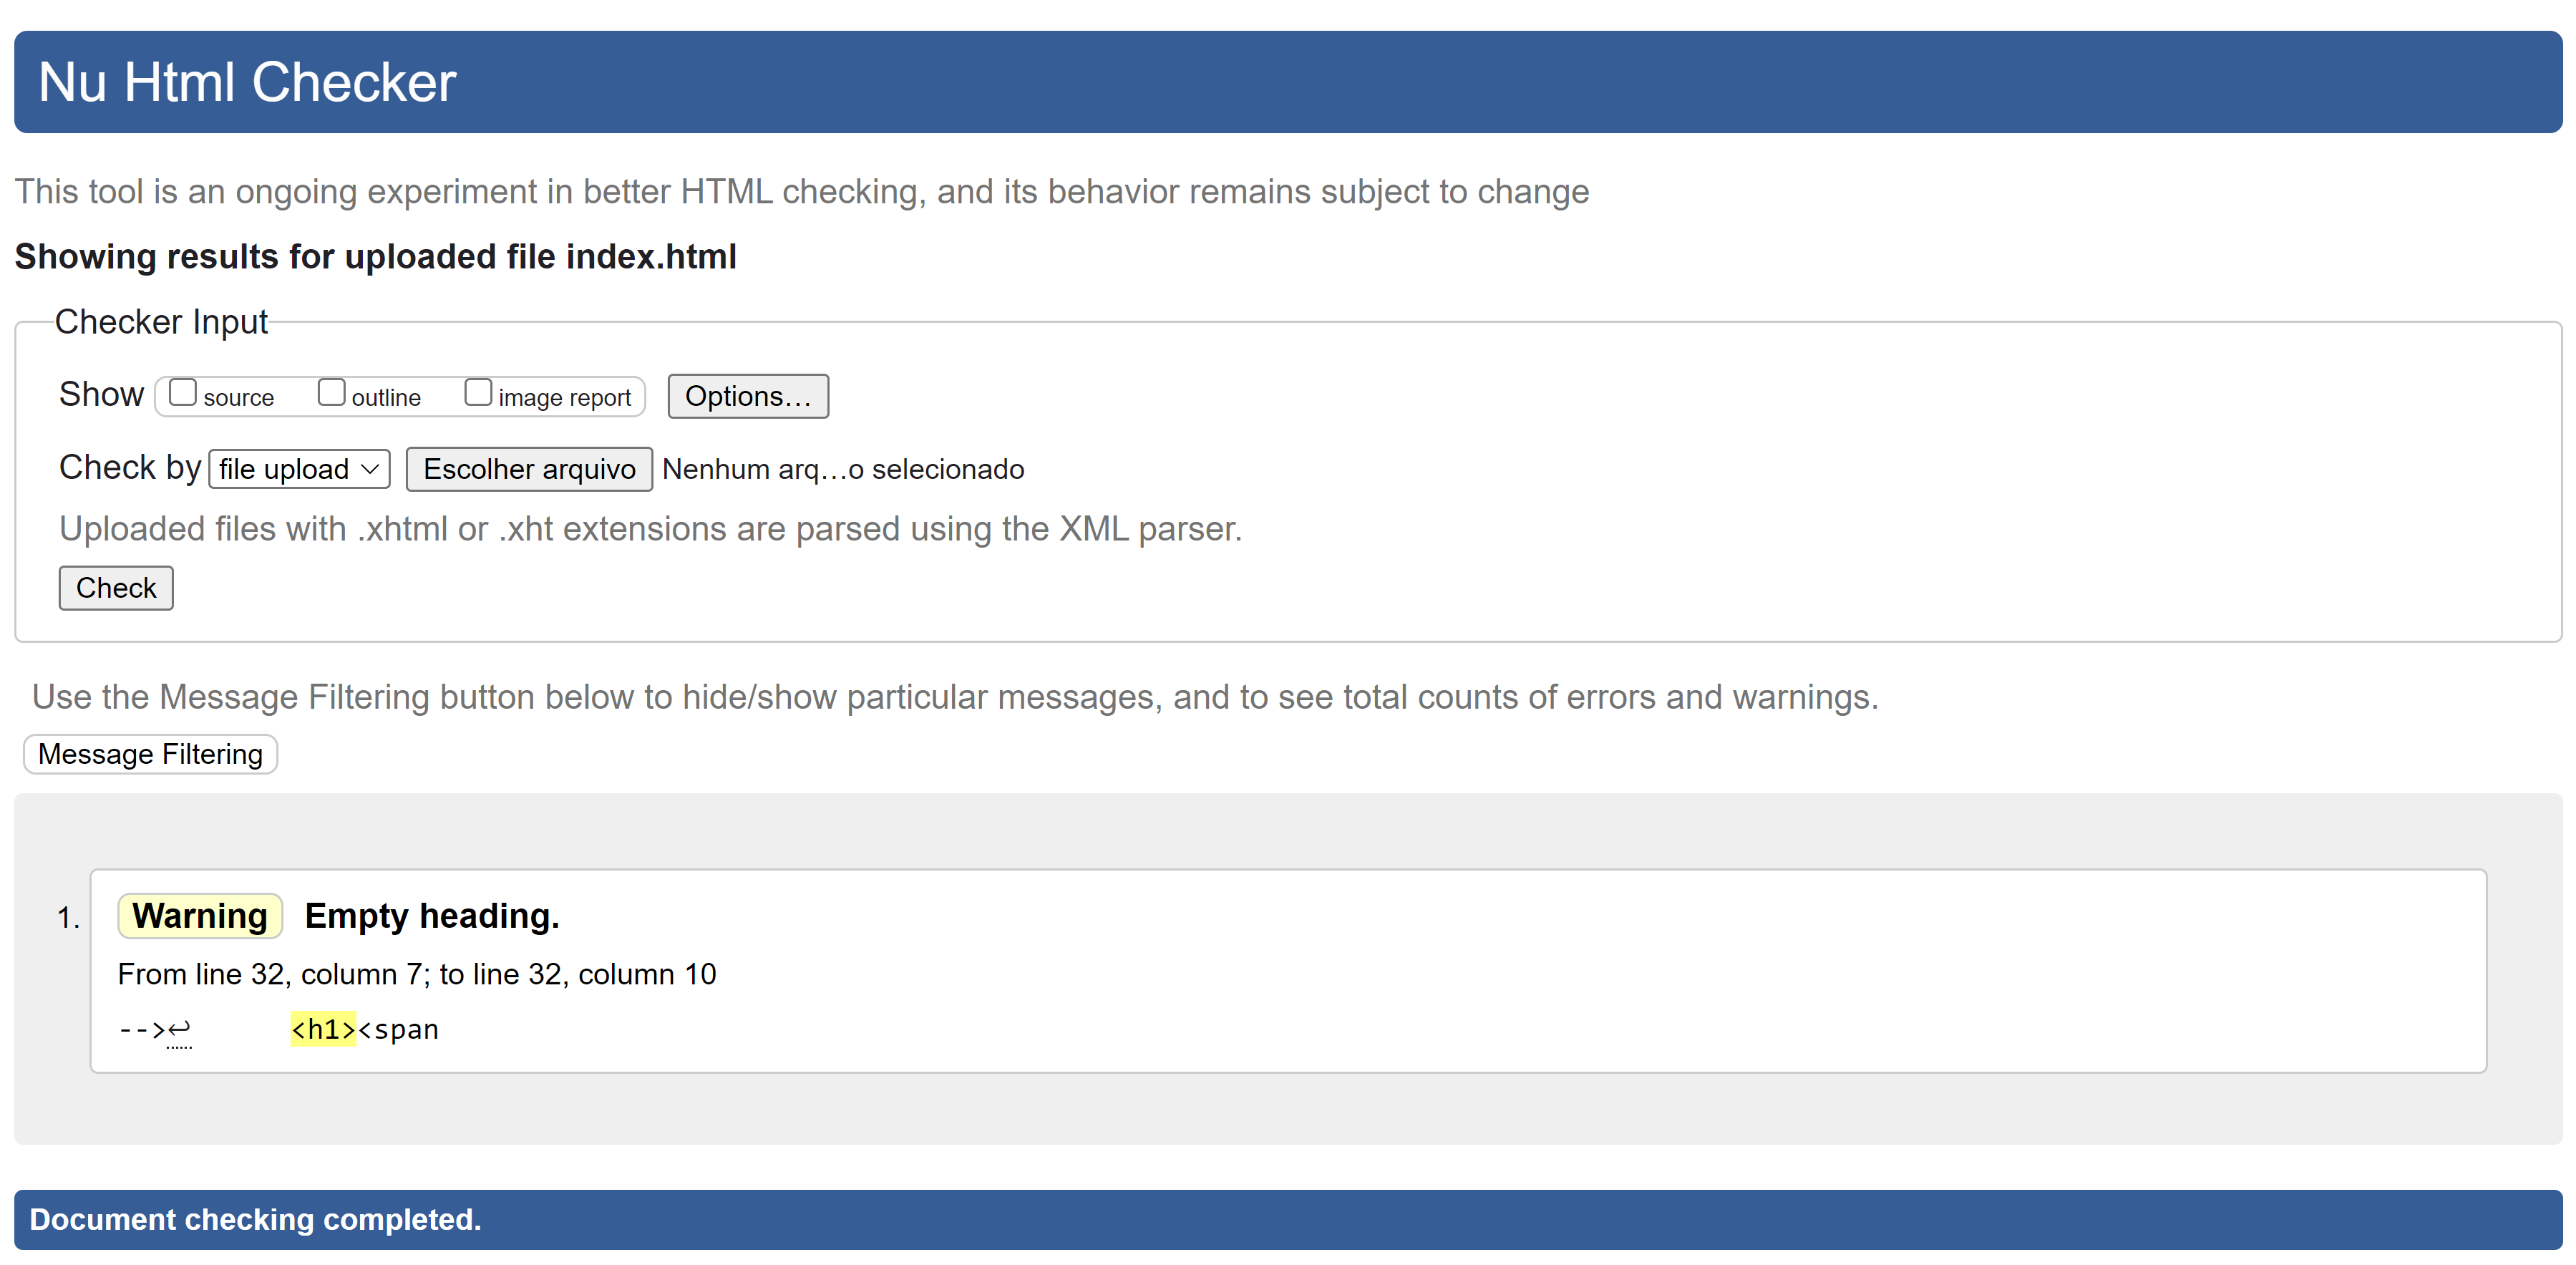 Nu Html Checker
This tool is an ongoing experiment in better HTML checking, and its behavior remains subject to change
Showing results for uploaded file index.html
Checker Input
Show source outline image report Options…
Check by file upload Escolher arquivo Nenhum arq…o selecionado
Uploaded files with .xhtml or .xht extensions are parsed using the XML parser.
Check
Use the Message Filtering button below to hide/show particular messages, and to see total counts of errors and warnings.
Message Filtering
1. Warning Empty heading.
From line 32, column 7; to line 32, column 10
-->↩ <h1><span
Document checking completed.